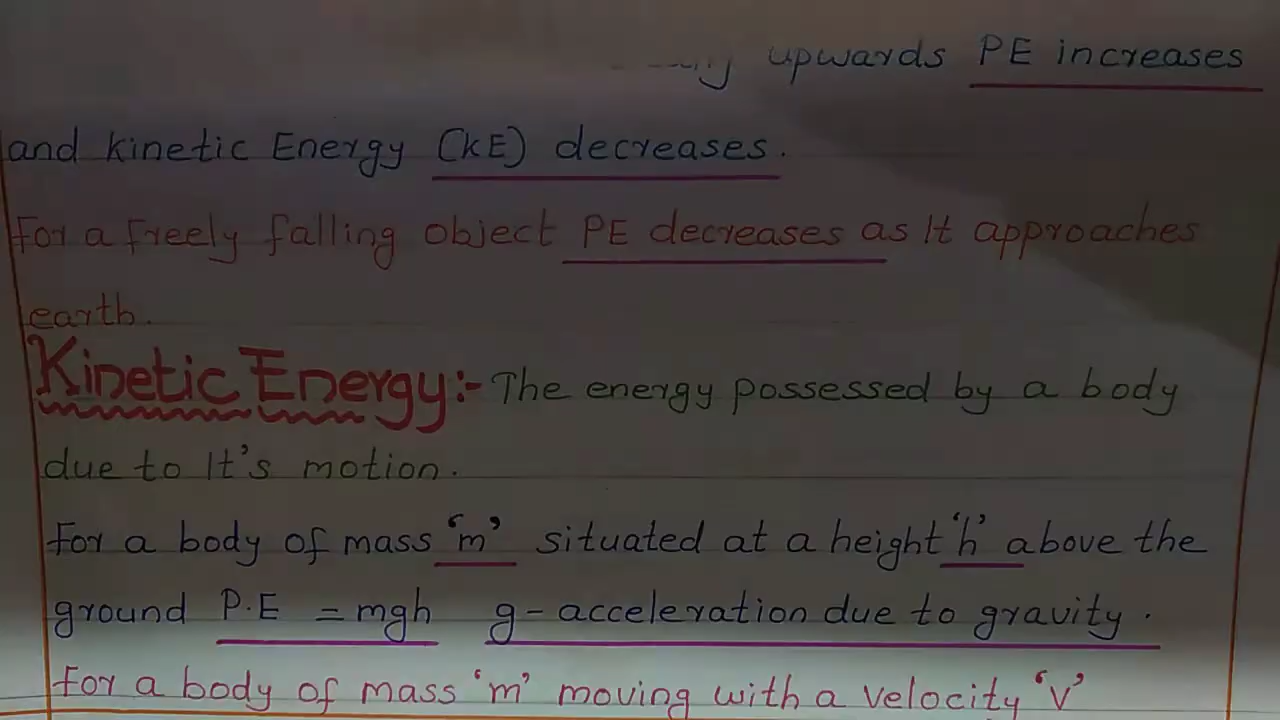 upwards PE increases
and kinetic Energy (KE) decreases.
For a freely falling object PE decreases as It approaches
earth.
Kinetic Energy:- The energy possessed by a body
due to It's motion.
For a body of mass 'm' situated at a height 'h' above the
ground P.E = mgh g - acceleration due to gravity.
For a body of mass 'm' moving with a velocity 'v'